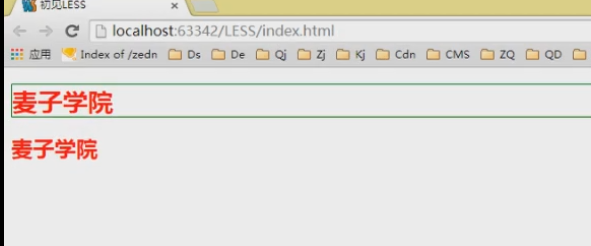 初见LESS
localhost:63342/LESS/index.html
应用 Index of /zedn Ds De Qj Zj Kj Cdn CMS ZQ QD
麦子学院
麦子学院